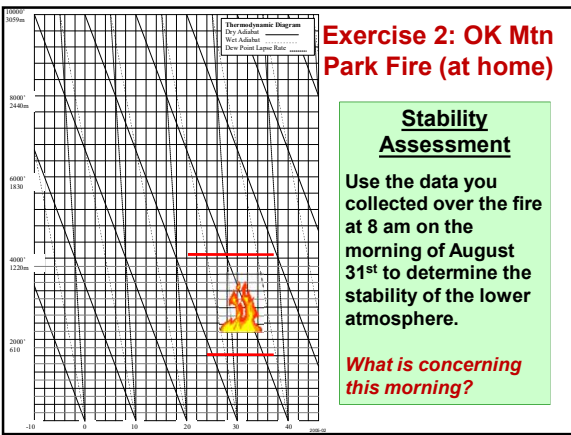 10000'
3059m
8000'
2440m
6000'
1830
4000'
1220m
2000'
610
-10 0 10 20 30 40
2006-02
Thermodynamic Diagram
Dry Adiabat
Wet Adiabat
Dew Point Lapse Rate
Exercise 2: OK Mtn
Park Fire (at home)
Stability
Assessment
Use the data you
collected over the fire
at 8 am on the
morning of August
31st to determine the
stability of the lower
atmosphere.
What is concerning
this morning?